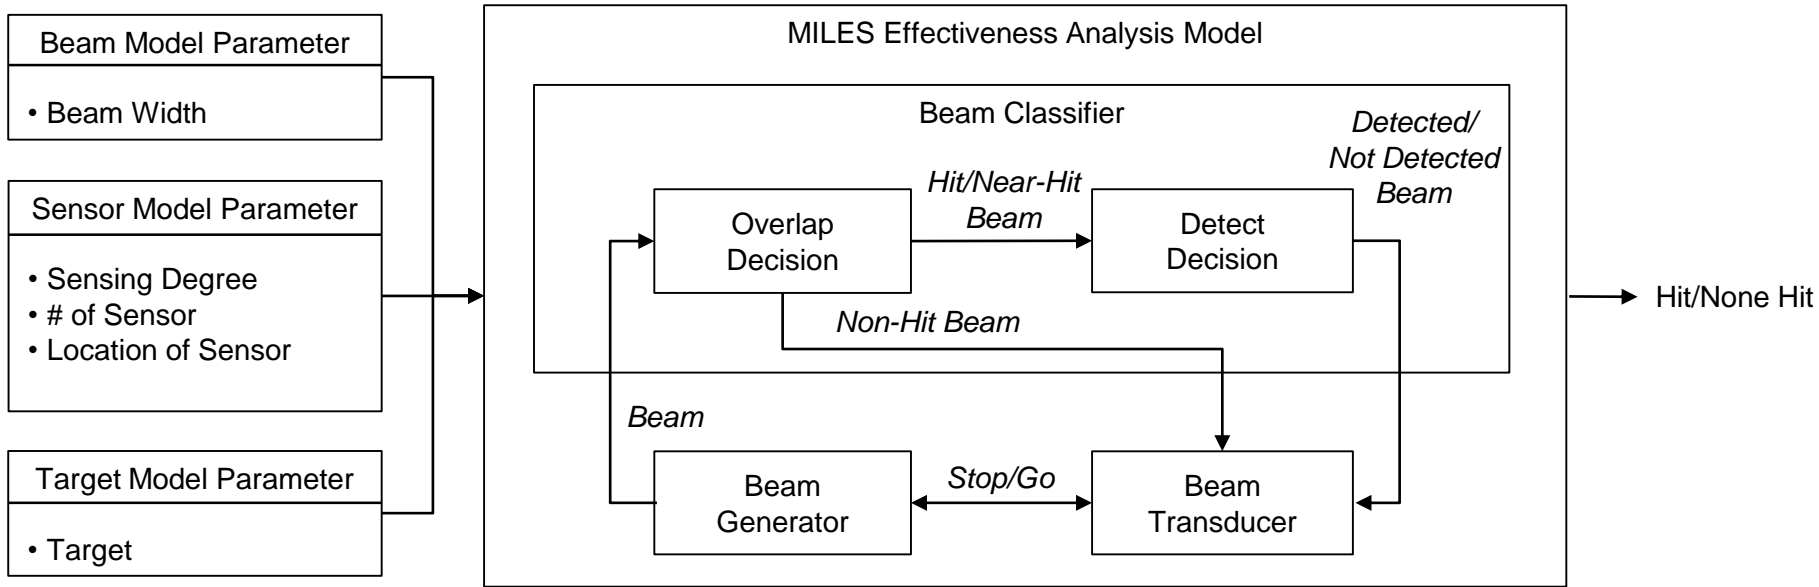 Beam Model Parameter
• Beam Width
Sensor Model Parameter
• Sensing Degree
• # of Sensor
• Location of Sensor
Target Model Parameter
• Target
MILES Effectiveness Analysis Model
Beam Classifier
Detected/
Not Detected
Beam
Hit/Near-Hit
Beam
Overlap
Decision
Detect
Decision
Non-Hit Beam
Beam
Stop/Go
Beam
Generator
Beam
Transducer
Hit/None Hit